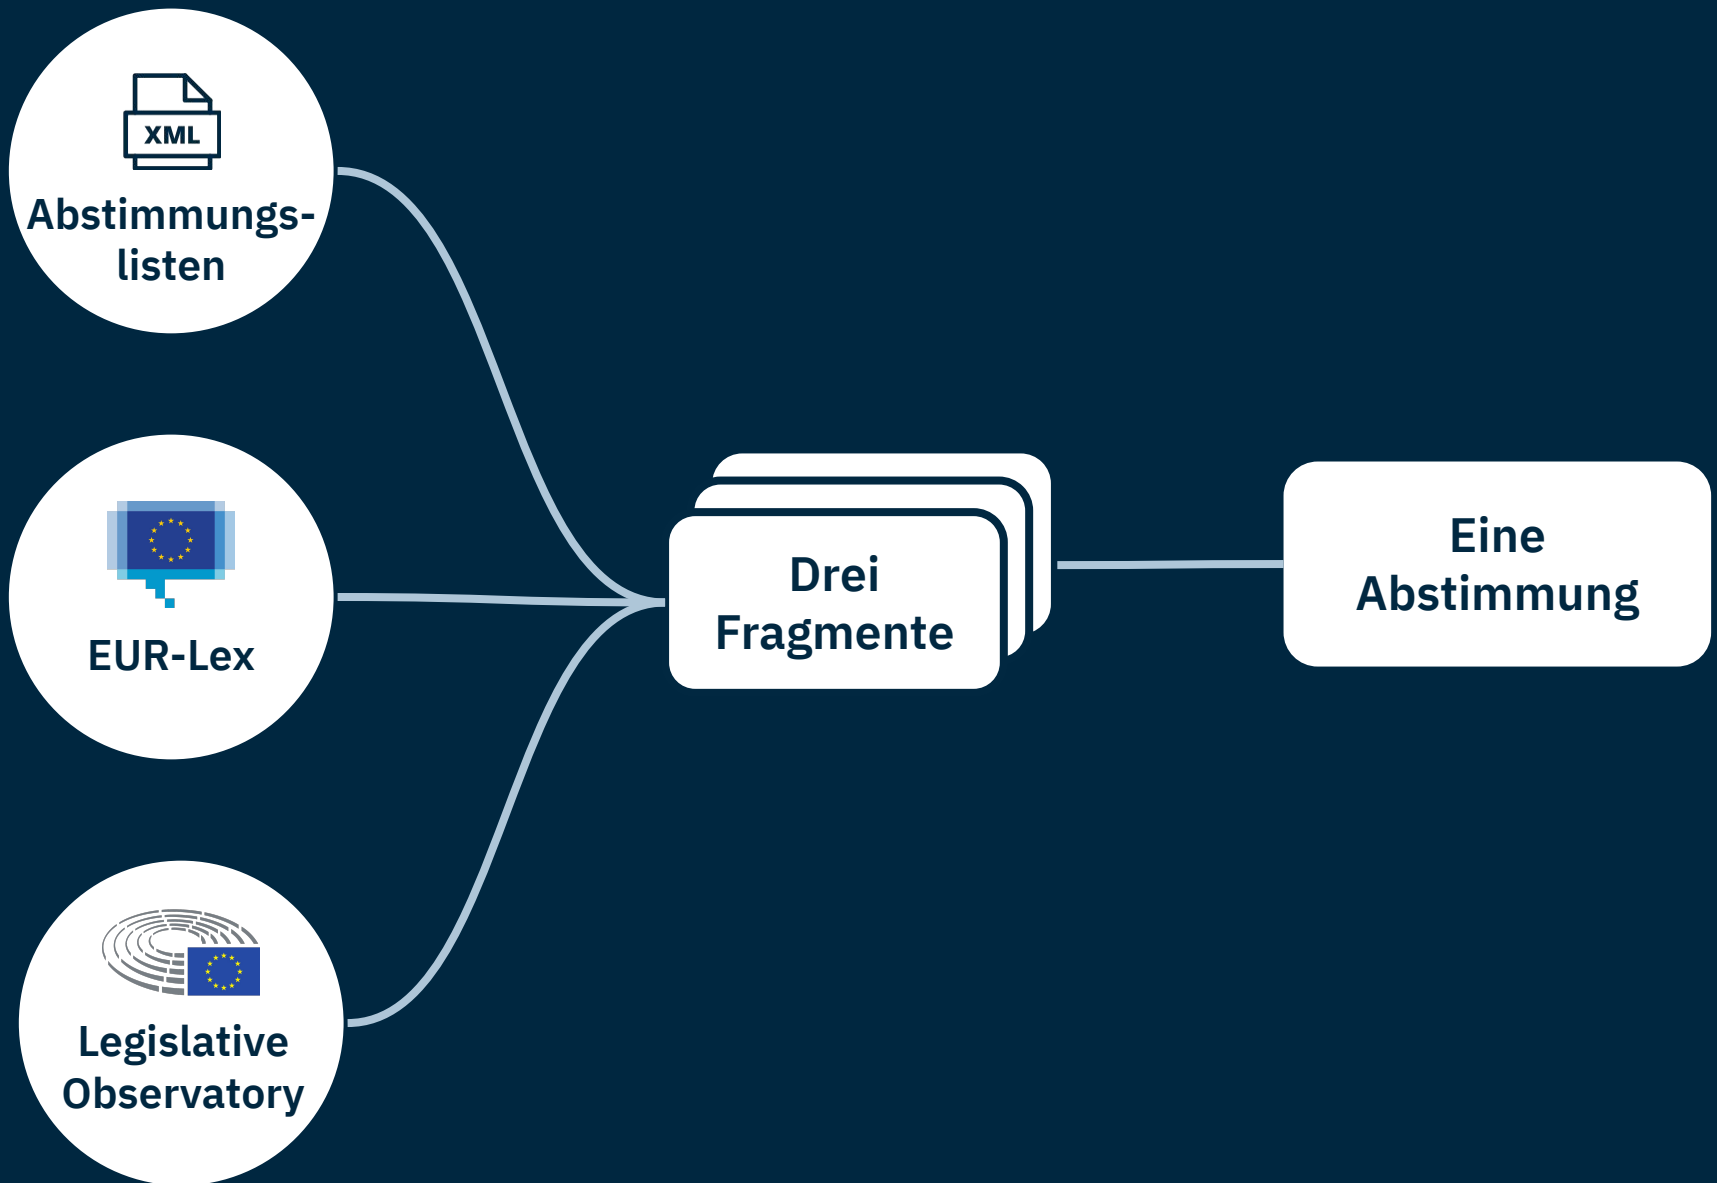 XML
Abstimmungs-
listen
EUR-Lex
Legislative
Observatory
Drei
Fragmente
Eine
Abstimmung